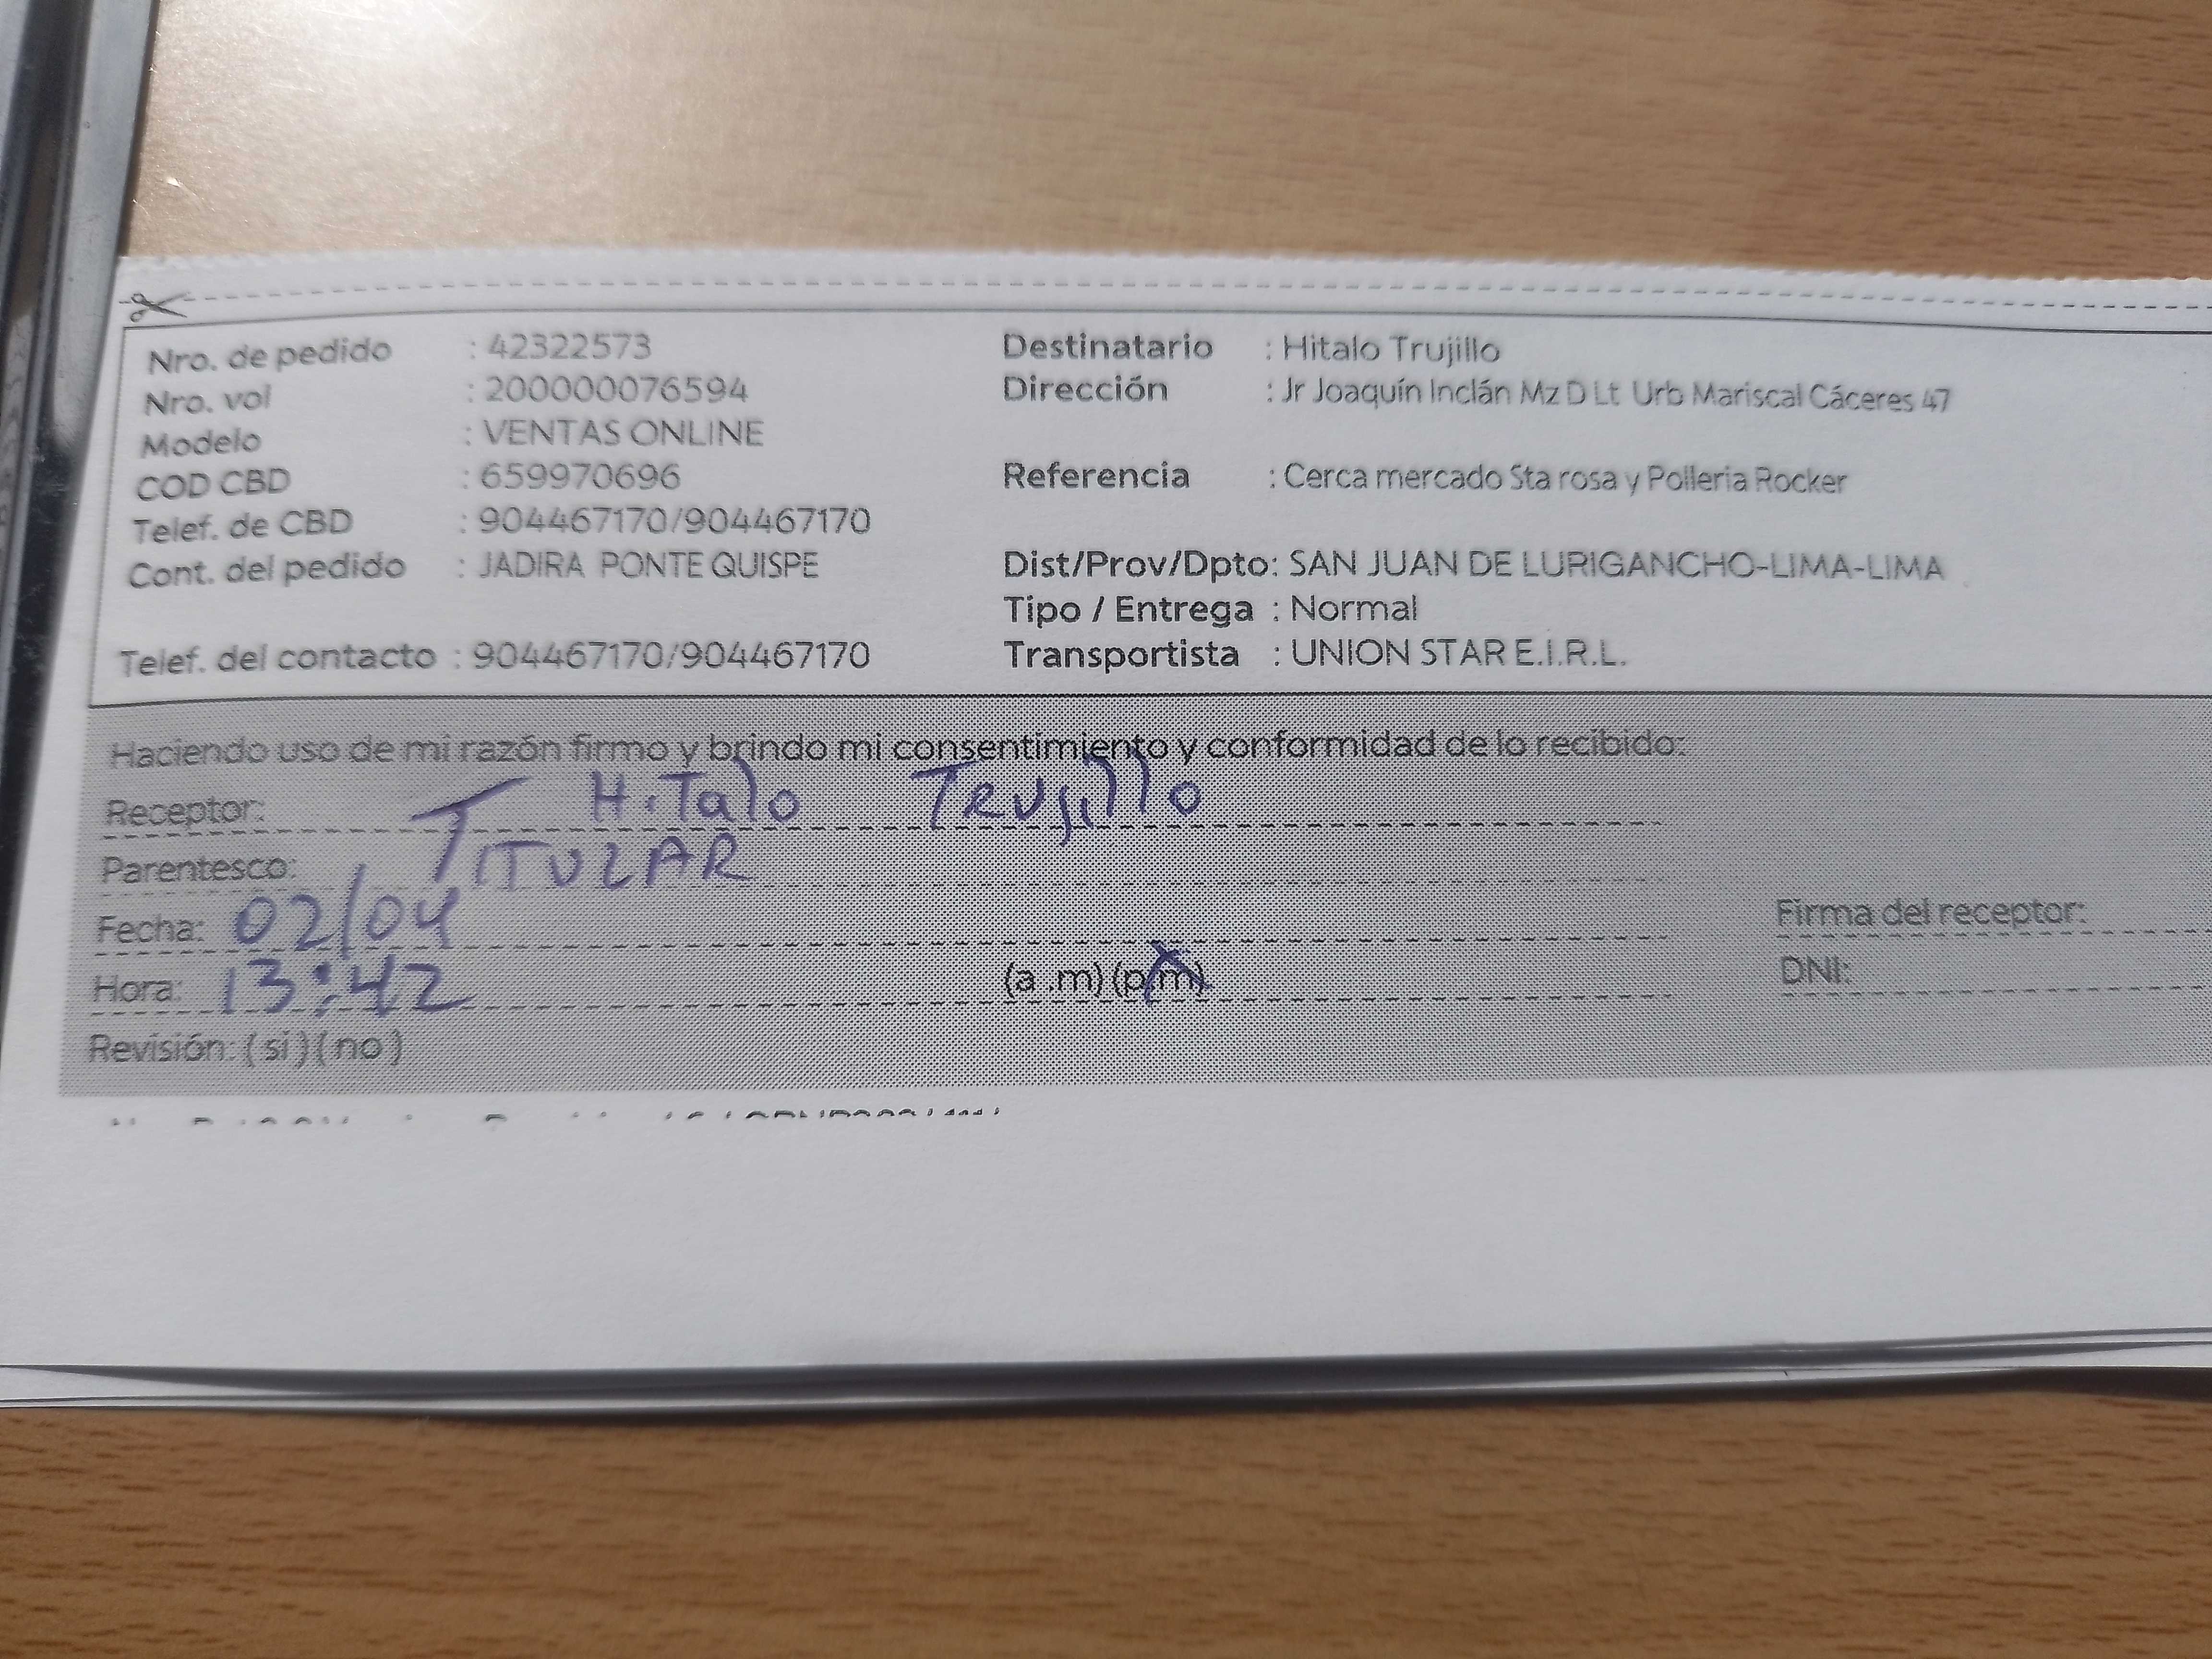 Nro. de pedido : 42322573
Nro. vol : 200000076594
Modelo : VENTAS ONLINE
COD CBD : 659970696
Telef. de CBD : 904467170/904467170
Cont. del pedido : JADIRA PONTE QUISPE
Telef. del contacto : 904467170/904467170
Destinatario : Hitalo Trujillo
Dirección : Jr Joaquín Inclán Mz D Lt Urb Mariscal Cáceres 47
Referencia : Cerca mercado Sta rosa y Polleria Rocker
Dist/Prov/Dpto: SAN JUAN DE LURIGANCHO-LIMA-LIMA
Tipo / Entrega : Normal
Transportista : UNION STAR E.I.R.L.
Haciendo uso de mi razón firmo y brindo mi consentimiento y conformidad de lo recibido:
Receptor: HiTalo TRUjillo
Parentesco: TITULAR
Fecha: 02/04
Hora: 13:42 (a .m) (p.m)
Revisión: ( si ) ( no )
Firma del receptor:
DNI: